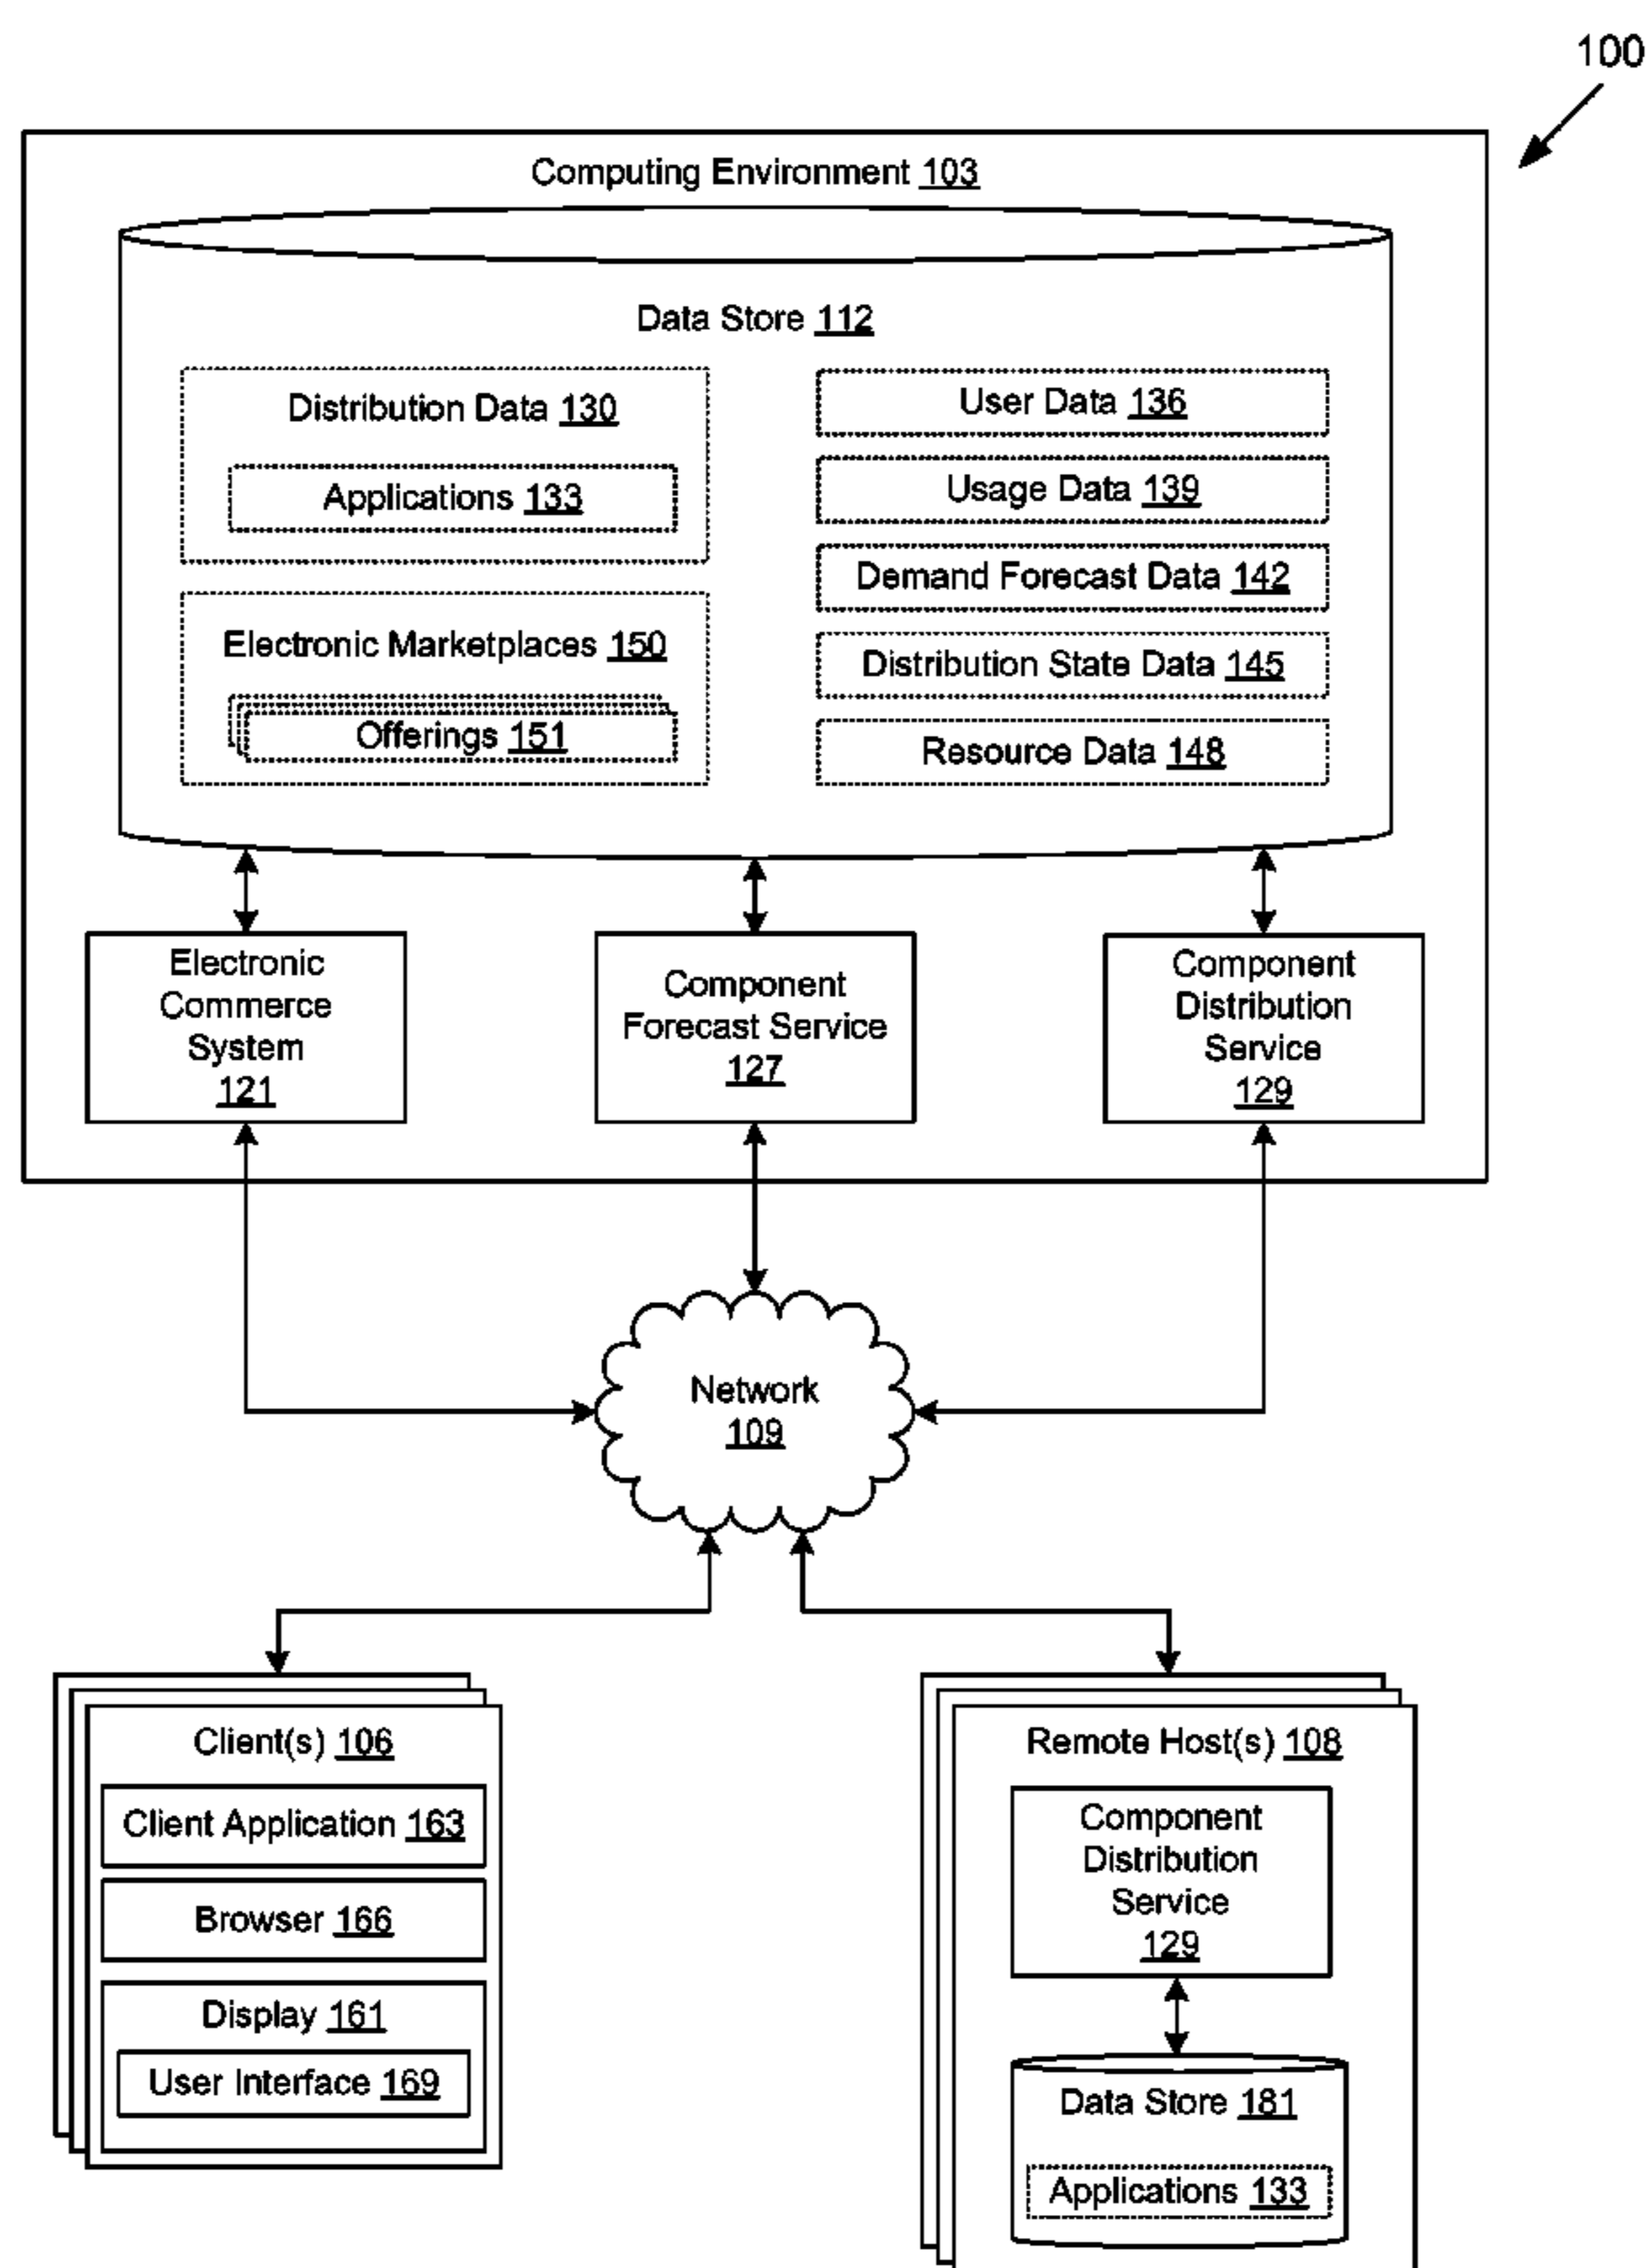 100
Computing Environment 103
Data Store 112
Distribution Data 130
Applications 133
Electronic Marketplaces 150
Offerings 151
User Data 136
Usage Data 139
Demand Forecast Data 142
Distribution State Data 145
Resource Data 148
Electronic
Commerce
System
121
Component
Forecast Service
127
Component
Distribution
Service
129
Network
109
Client(s) 106
Client Application 163
Browser 166
Display 161
User Interface 169
Remote Host(s) 108
Component
Distribution
Service
129
Data Store 181
Applications 133